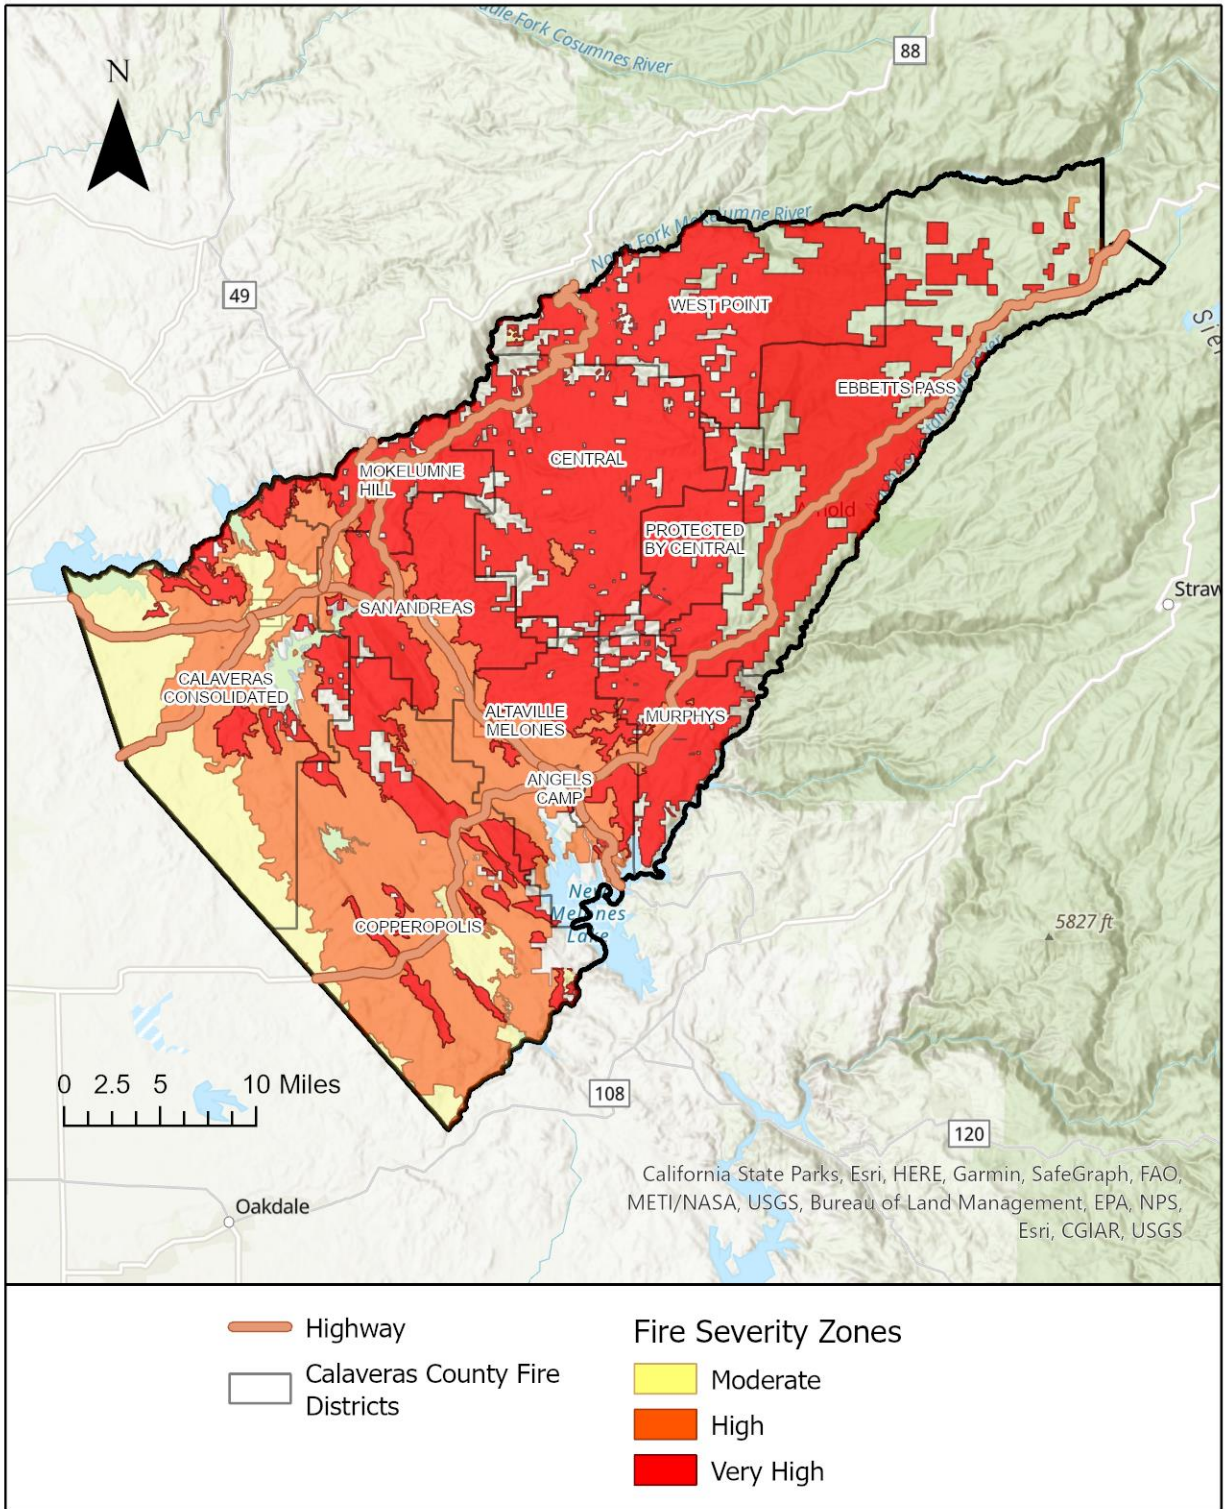 dle Fork Cosumnes River
88
N
North Fork Mokelumne River
49
WEST POINT
EBBETTS PASS
CENTRAL
MOKELUMNE
HILL
Arnold
PROTECTED
BY CENTRAL
Straw
SAN ANDREAS
CALAVERAS
CONSOLIDATED
ALTAVILLE
MELONES
MURPHYS
ANGELS
CAMP
New
Melones
Lake
COPPEROPOLIS
5827 ft
0 2.5 5 10 Miles
108
120
California State Parks, Esri, HERE, Garmin, SafeGraph, FAO,
METI/NASA, USGS, Bureau of Land Management, EPA, NPS,
Esri, CGIAR, USGS
Oakdale
Highway
Calaveras County Fire
Districts
Fire Severity Zones
Moderate
High
Very High